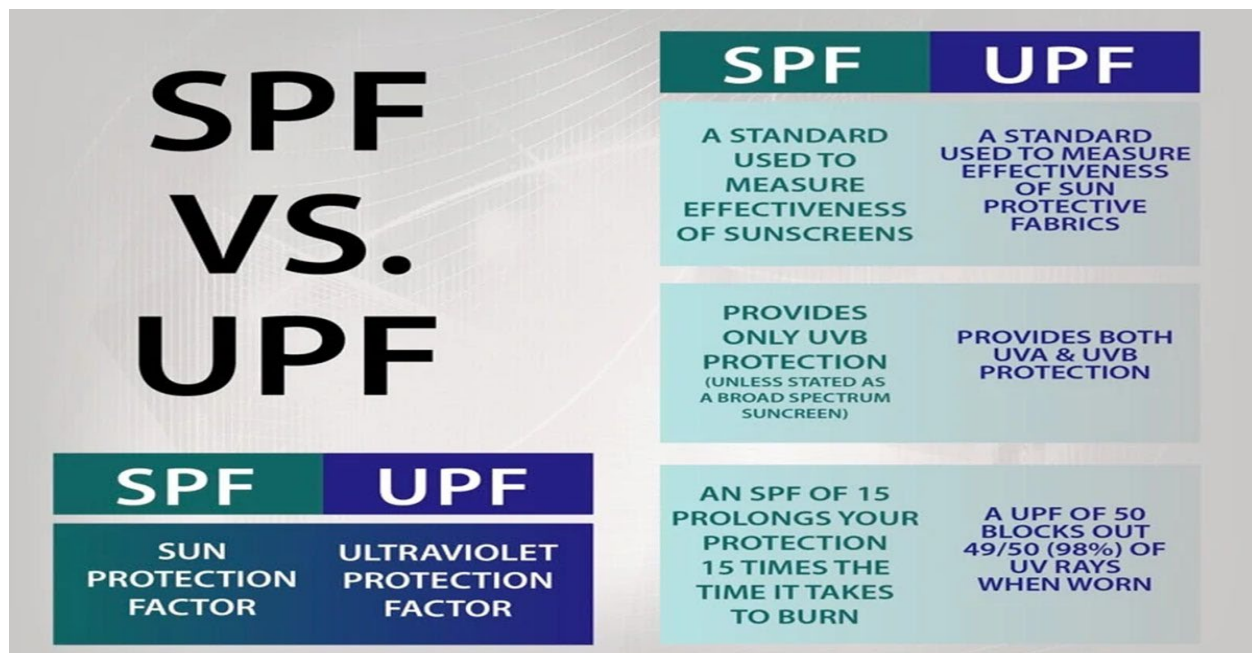 SPF
VS.
UPF
SPF UPF
SUN
PROTECTION
FACTOR
ULTRAVIOLET
PROTECTION
FACTOR
SPF UPF
A STANDARD
USED TO
MEASURE
EFFECTIVENESS
OF SUNSCREENS
A STANDARD
USED TO MEASURE
EFFECTIVENESS
OF SUN
PROTECTIVE
FABRICS
PROVIDES
ONLY UVB
PROTECTION
(UNLESS STATED AS
A BROAD SPECTRUM
SUNCREEN)
PROVIDES BOTH
UVA & UVB
PROTECTION
AN SPF OF 15
PROLONGS YOUR
PROTECTION
15 TIMES THE
TIME IT TAKES
TO BURN
A UPF OF 50
BLOCKS OUT
49/50 (98%) OF
UV RAYS
WHEN WORN